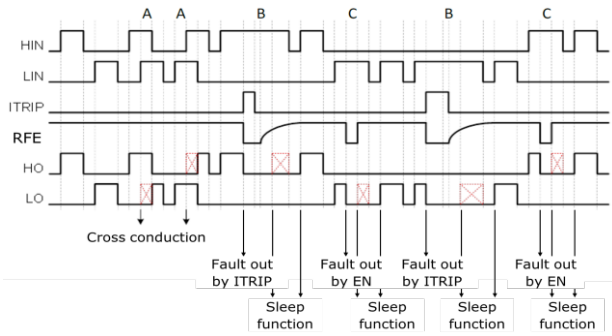 A A B C B C
HIN
LIN
ITRIP
RFE
HO
LO
Cross conduction
Fault out Fault out Fault out Fault out
by ITRIP by EN by ITRIP by EN
Sleep Sleep Sleep Sleep
function function function function